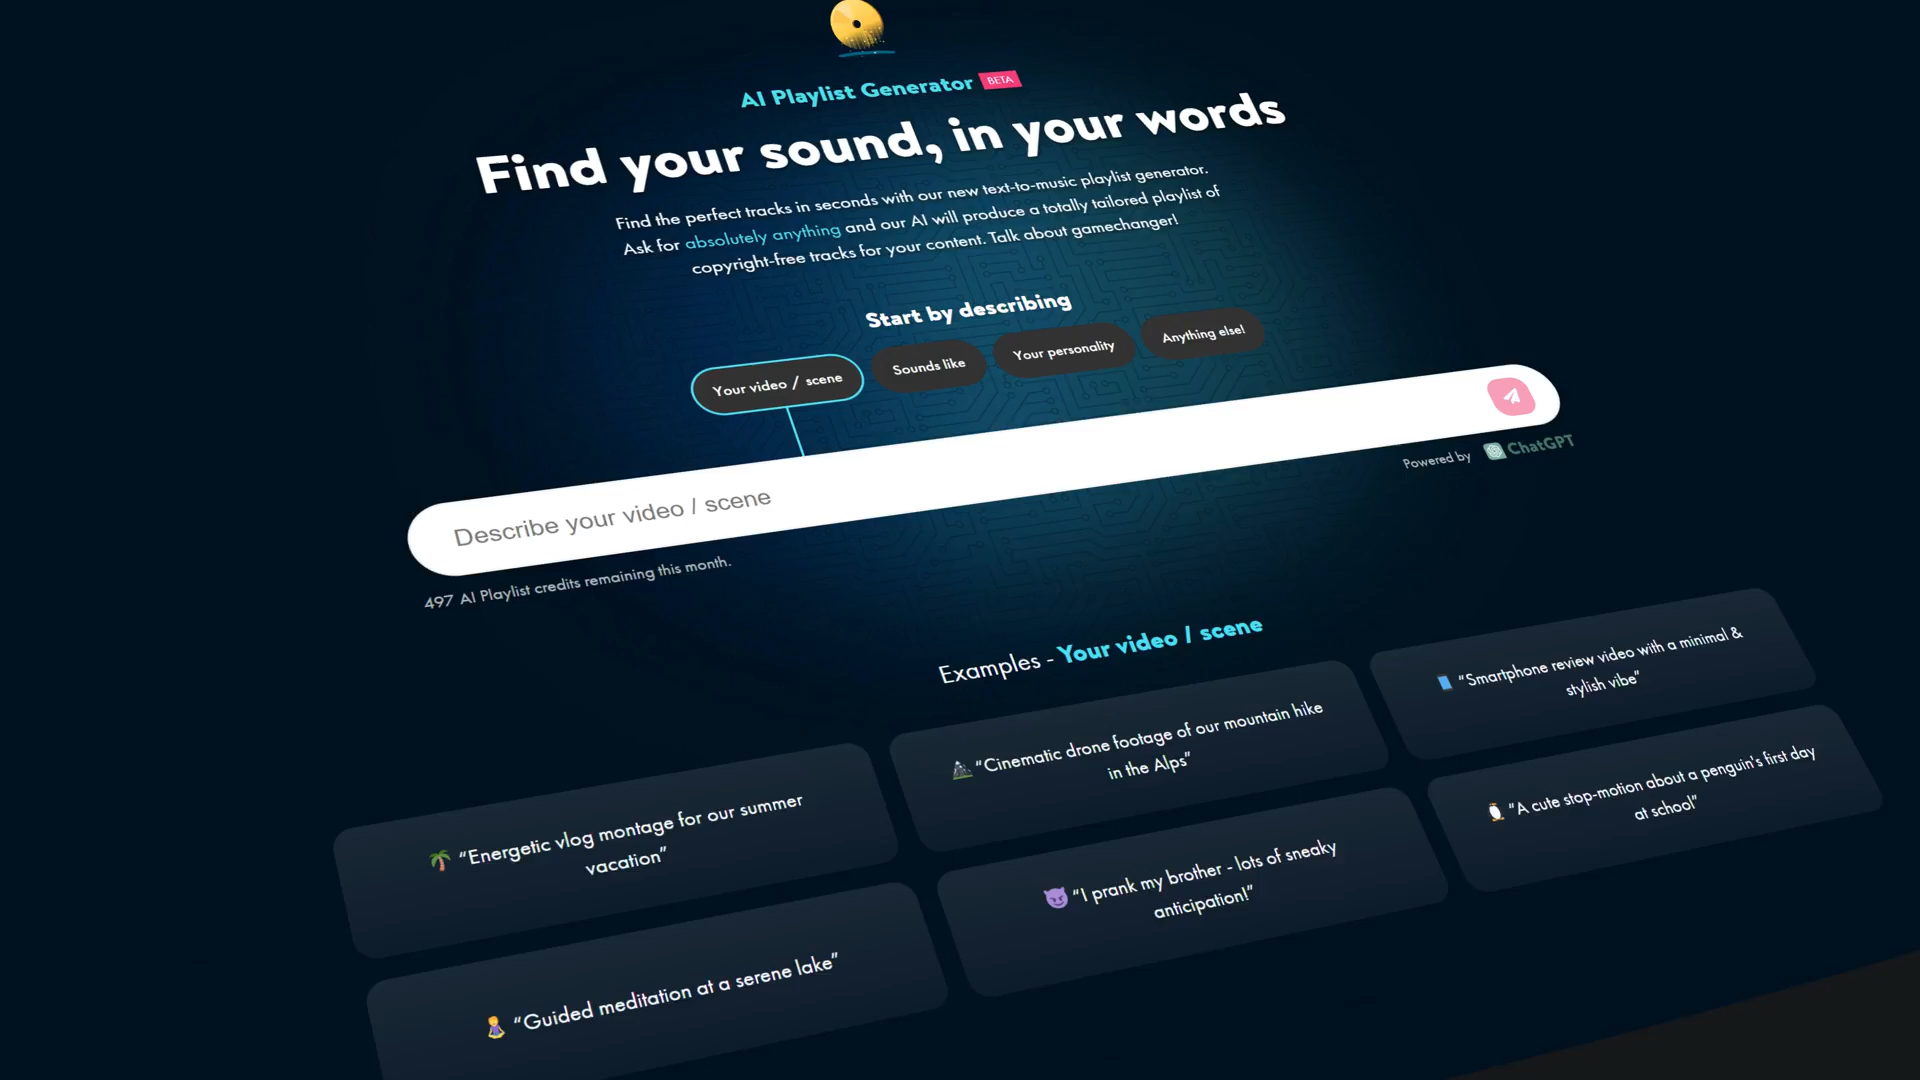 AI Playlist Generator BETA
Find your sound, in your words
Find the perfect tracks in seconds with our new text-to-music playlist generator.
Ask for absolutely anything and our AI will produce a totally tailored playlist of
copyright-free tracks for your content. Talk about gamechanger!
Start by describing
Your video / scene Sounds like Your personality Anything else!
Describe your video / scene
Powered by ChatGPT
497 AI Playlist credits remaining this month.
Examples - Your video / scene
“Energetic vlog montage for our summer
vacation”
“Cinematic drone footage of our mountain hike
in the Alps”
“Smartphone review video with a minimal &
stylish vibe”
“Guided meditation at a serene lake”
“I prank my brother - lots of sneaky
anticipation!”
“A cute stop-motion about a penguin's first day
at school”